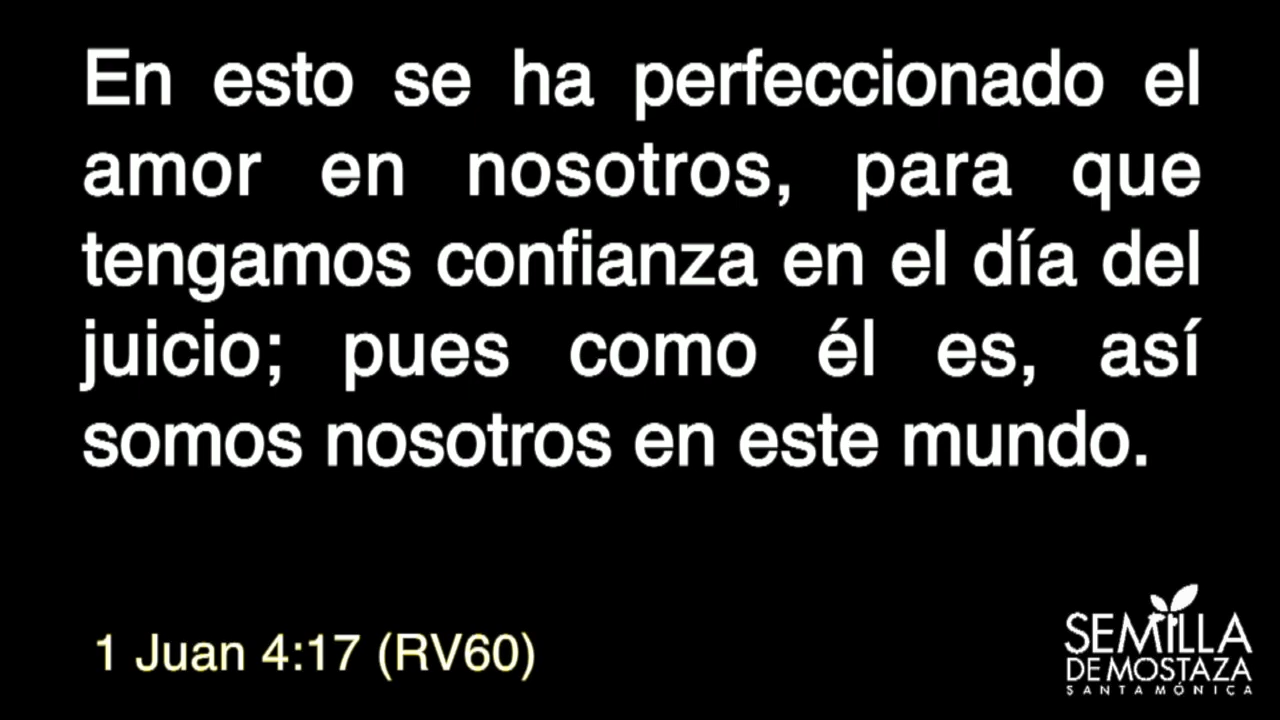 En esto se ha perfeccionado el
amor en nosotros, para que
tengamos confianza en el día del
juicio; pues como él es, así
somos nosotros en este mundo.
1 Juan 4:17 (RV60)
SEMILLA
DE MOSTAZA
SANTA MÓNICA